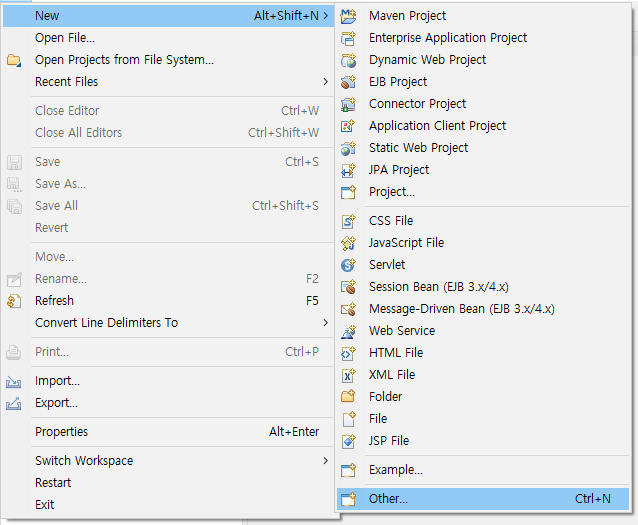 New Alt+Shift+N >
Open File...
Open Projects from File System...
Recent Files >
Close Editor Ctrl+W
Close All Editors Ctrl+Shift+W
Save Ctrl+S
Save As...
Save All Ctrl+Shift+S
Revert
Move...
Rename... F2
Refresh F5
Convert Line Delimiters To >
Print... Ctrl+P
Import...
Export...
Properties Alt+Enter
Switch Workspace >
Restart
Exit
Maven Project
Enterprise Application Project
Dynamic Web Project
EJB Project
Connector Project
Application Client Project
Static Web Project
JPA Project
Project...
CSS File
JavaScript File
Servlet
Session Bean (EJB 3.x/4.x)
Message-Driven Bean (EJB 3.x/4.x)
Web Service
HTML File
XML File
Folder
File
JSP File
Example...
Other... Ctrl+N